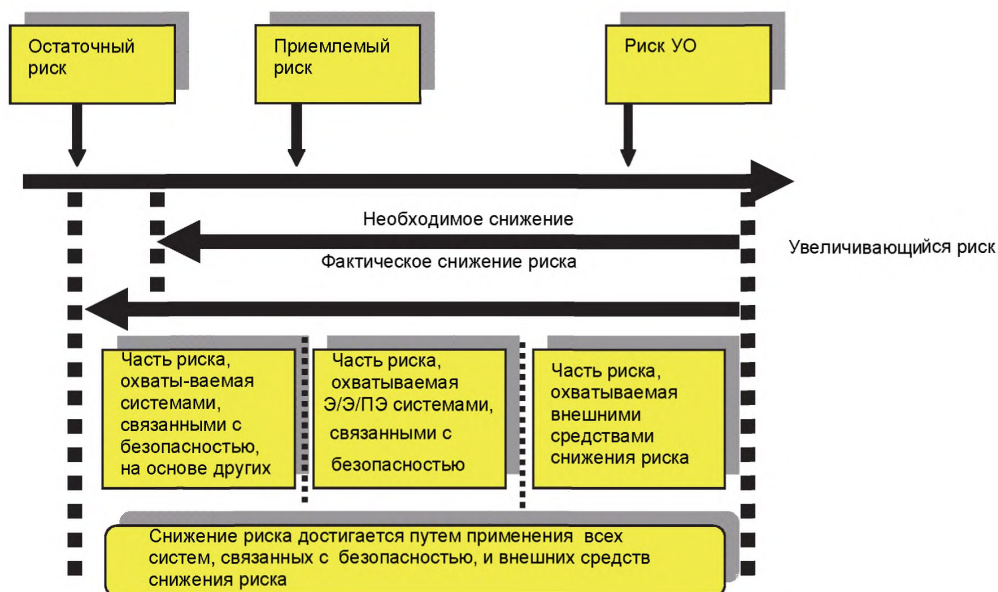 Остаточный
риск
Приемлемый
риск
Риск УО
Необходимое снижение
Увеличивающийся риск
Фактическое снижение риска
Часть риска,
охваты-ваемая
системами,
связанными с
безопасностью,
на основе других
Часть риска,
охватываемая
Э/Э/ПЭ системами,
связанными с
безопасностью
Часть риска,
охватываемая
внешними
средствами
снижения риска
Снижение риска достигается путем применения всех
систем, связанных с безопасностью, и внешних средств
снижения риска